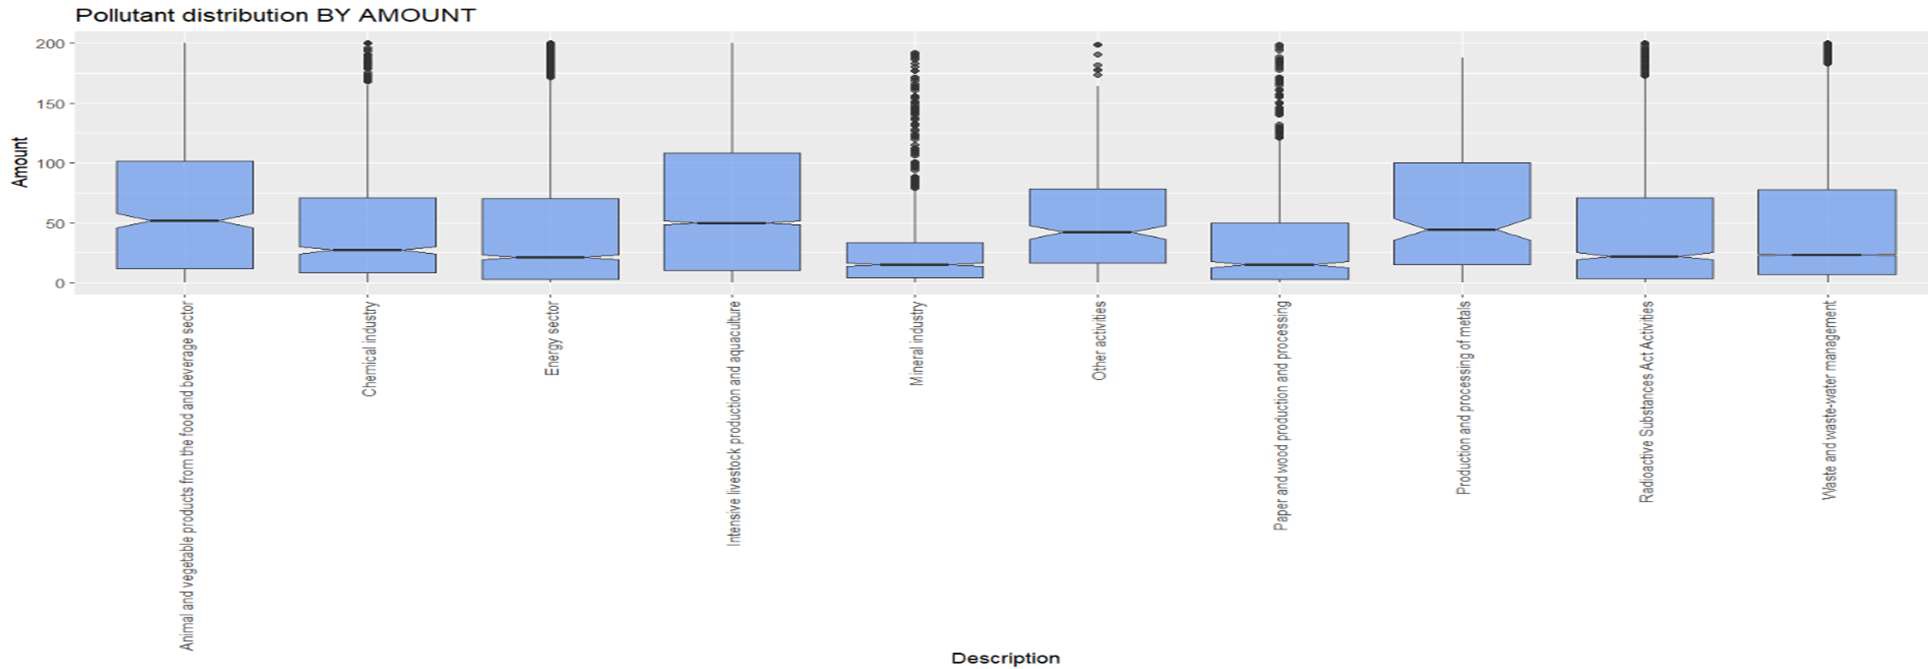 Pollutant distribution BY AMOUNT
200
150
100
50
0
Amount
Animal and vegetable products from the food and beverage sector
Chemical industry
Energy sector
Intensive livestock production and aquaculture
Mineral industry
Other activities
Paper and wood production and processing
Production and processing of metals
Radioactive Substances Act Activities
Waste and waste-water management
Description